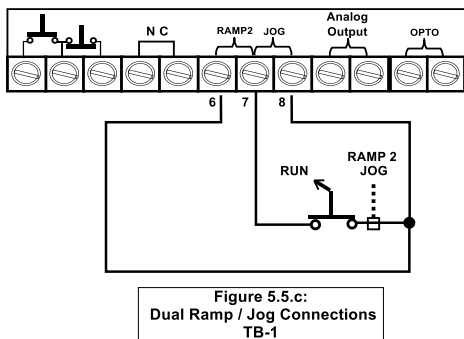 N C
RAMP2
JOG
Analog
Output
OPTO
6
7
8
RUN
RAMP 2
JOG
Figure 5.5.c:
Dual Ramp / Jog Connections
TB-1